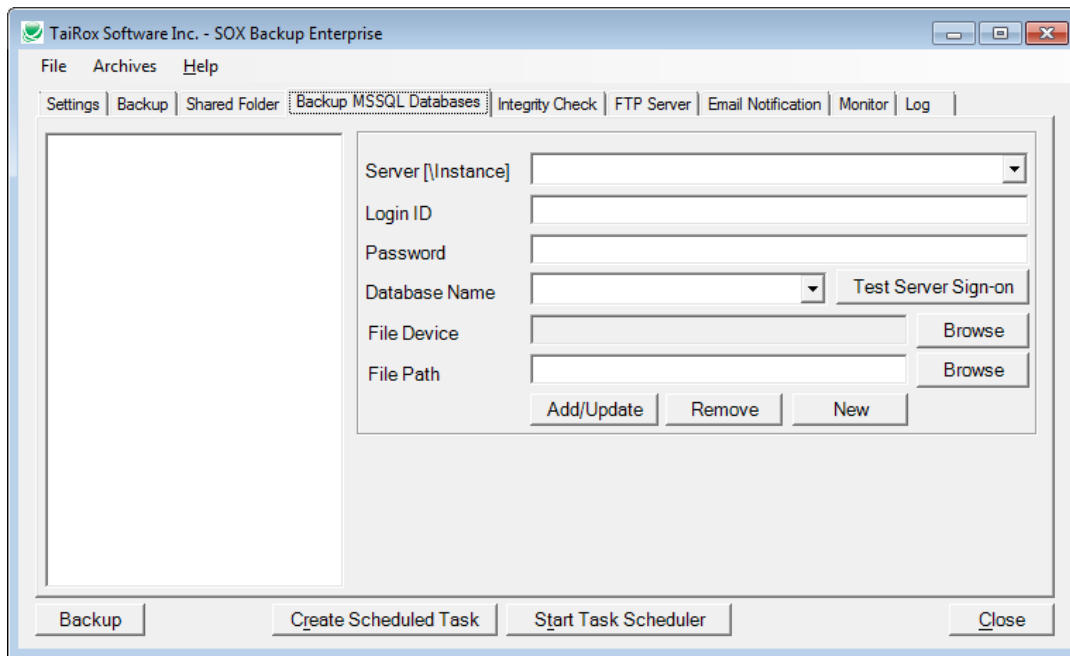 TaiRox Software Inc. - SOX Backup Enterprise
File Archives Help
Settings Backup Shared Folder Backup MSSQL Databases Integrity Check FTP Server Email Notification Monitor Log
Server [\Instance]
Login ID
Password
Database Name Test Server Sign-on
File Device Browse
File Path Browse
Add/Update Remove New
Backup Create Scheduled Task Start Task Scheduler Close